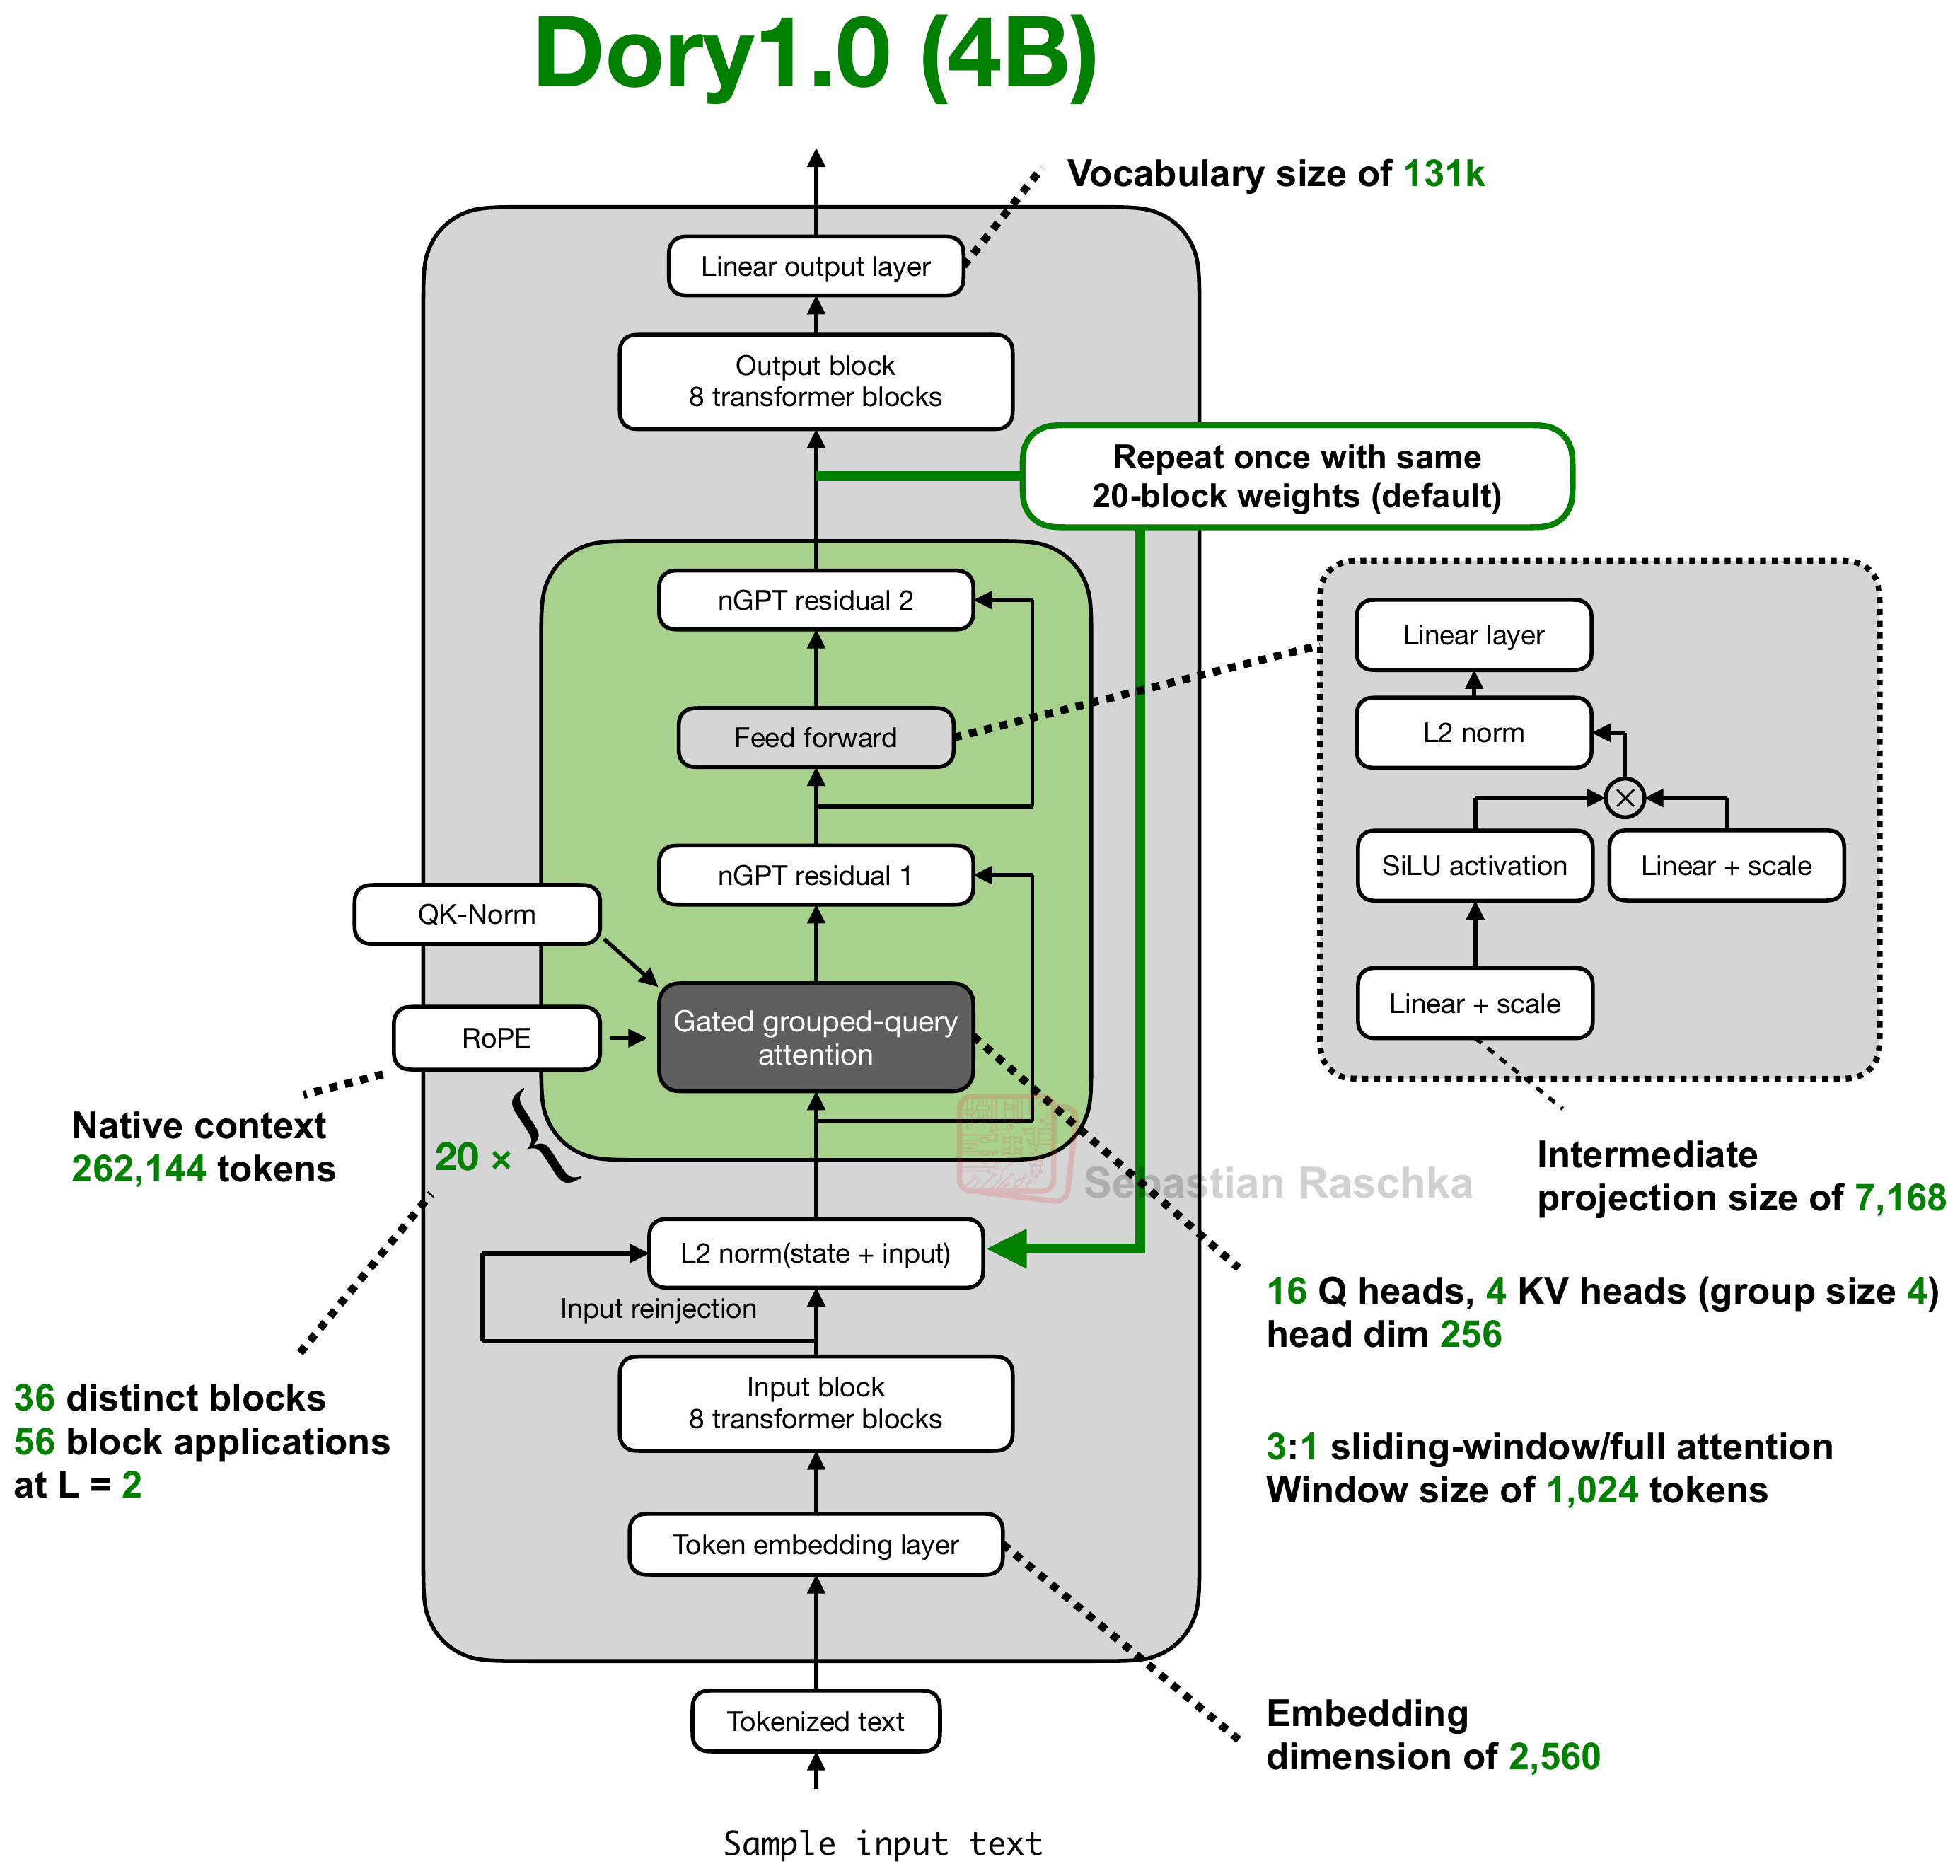 Dory1.0 (4B)
Vocabulary size of 131k
Linear output layer
Output block
8 transformer blocks
Repeat once with same
20-block weights (default)
nGPT residual 2
Feed forward
nGPT residual 1
QK-Norm
Gated grouped-query
attention
RoPE
Native context
262,144 tokens
20 ×
36 distinct blocks
56 block applications
at L = 2
L2 norm(state + input)
Input reinjection
Input block
8 transformer blocks
Token embedding layer
Tokenized text
Sample input text
Linear layer
L2 norm
×
SiLU activation
Linear + scale
Linear + scale
Intermediate
projection size of 7,168
Sebastian Raschka
16 Q heads, 4 KV heads (group size 4)
head dim 256
3:1 sliding-window/full attention
Window size of 1,024 tokens
Embedding
dimension of 2,560